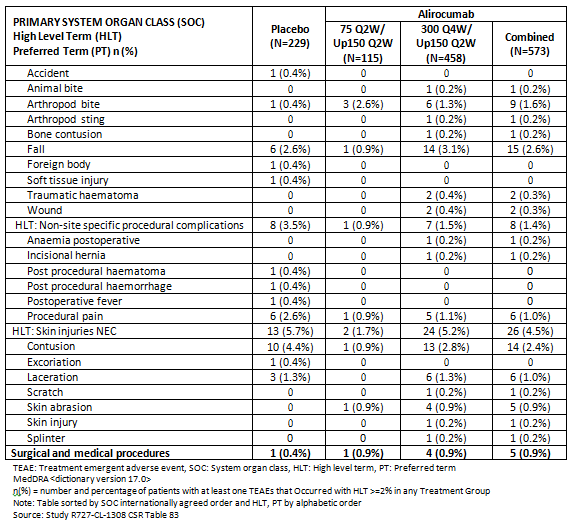 PRIMARY SYSTEM ORGAN CLASS (SOC)
High Level Term (HLT)
Preferred Term (PT) n (%)
Placebo
(N=229)
Alirocumab
75 Q2W/
Up150 Q2W
(N=115)
300 Q4W/
Up150 Q2W
(N=458)
Combined
(N=573)
Accident 1 (0.4%) 0 0 0
Animal bite 0 0 1 (0.2%) 1 (0.2%)
Arthropod bite 1 (0.4%) 3 (2.6%) 6 (1.3%) 9 (1.6%)
Arthropod sting 0 0 1 (0.2%) 1 (0.2%)
Bone contusion 0 0 1 (0.2%) 1 (0.2%)
Fall 6 (2.6%) 1 (0.9%) 14 (3.1%) 15 (2.6%)
Foreign body 1 (0.4%) 0 0 0
Soft tissue injury 1 (0.4%) 0 0 0
Traumatic haematoma 0 0 2 (0.4%) 2 (0.3%)
Wound 0 0 2 (0.4%) 2 (0.3%)
HLT: Non-site specific procedural complications 8 (3.5%) 1 (0.9%) 7 (1.5%) 8 (1.4%)
Anaemia postoperative 0 0 1 (0.2%) 1 (0.2%)
Incisional hernia 0 0 1 (0.2%) 1 (0.2%)
Post procedural haematoma 1 (0.4%) 0 0 0
Post procedural haemorrhage 1 (0.4%) 0 0 0
Postoperative fever 1 (0.4%) 0 0 0
Procedural pain 6 (2.6%) 1 (0.9%) 5 (1.1%) 6 (1.0%)
HLT: Skin injuries NEC 13 (5.7%) 2 (1.7%) 24 (5.2%) 26 (4.5%)
Contusion 10 (4.4%) 1 (0.9%) 13 (2.8%) 14 (2.4%)
Excoriation 1 (0.4%) 0 0 0
Laceration 3 (1.3%) 0 6 (1.3%) 6 (1.0%)
Scratch 0 0 1 (0.2%) 1 (0.2%)
Skin abrasion 0 1 (0.9%) 4 (0.9%) 5 (0.9%)
Skin injury 0 0 1 (0.2%) 1 (0.2%)
Splinter 0 0 1 (0.2%) 1 (0.2%)
Surgical and medical procedures 1 (0.4%) 1 (0.9%) 4 (0.9%) 5 (0.9%)
TEAE: Treatment emergent adverse event, SOC: System organ class, HLT: High level term, PT: Preferred term
MedDRA<dictionary version 17.0>
n(%) = number and percentage of patients with at least one TEAEs that Occurred with HLT >=2% in any Treatment Group
Note: Table sorted by SOC internationally agreed order and HLT, PT by alphabetic order
Source: Study R727-CL-1308 CSR Table 83